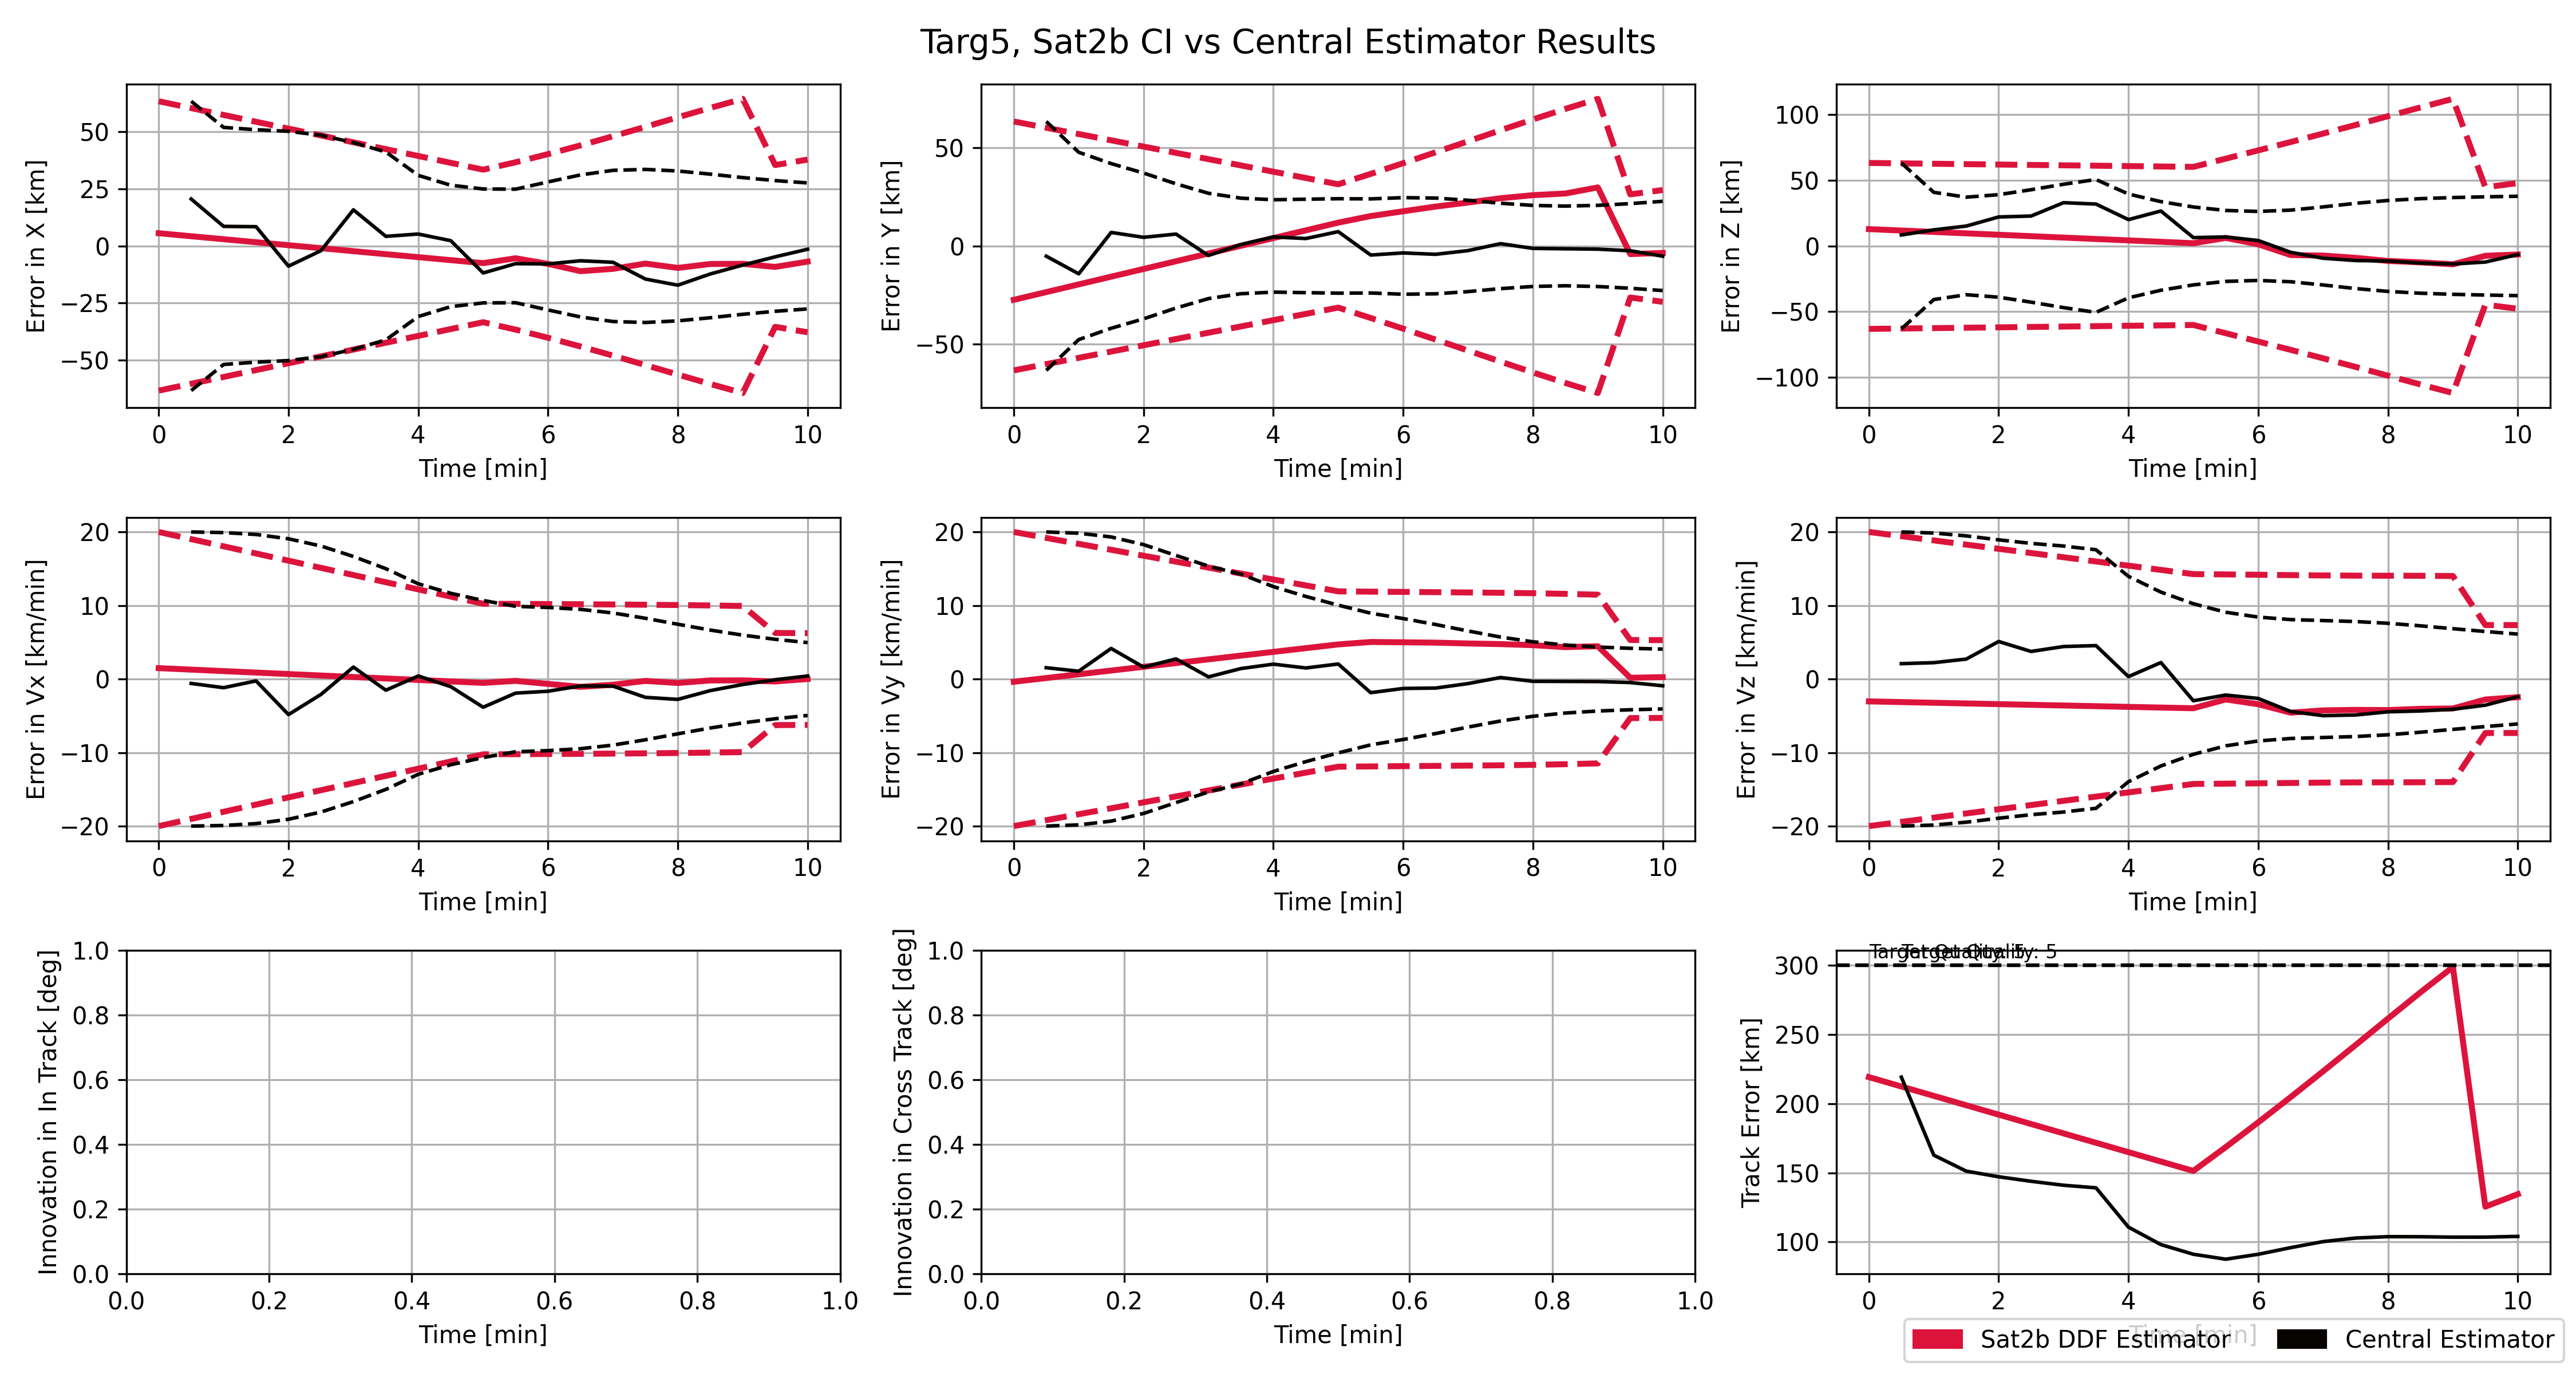 Targ5, Sat2b CI vs Central Estimator Results
Error in X [km]
50
25
0
−25
−50
0 2 4 6 8 10
Time [min]
Error in Y [km]
50
0
−50
0 2 4 6 8 10
Time [min]
Error in Z [km]
100
50
0
−50
−100
0 2 4 6 8 10
Time [min]
Error in Vx [km/min]
20
10
0
−10
−20
0 2 4 6 8 10
Time [min]
Error in Vy [km/min]
20
10
0
−10
−20
0 2 4 6 8 10
Time [min]
Error in Vz [km/min]
20
10
0
−10
−20
0 2 4 6 8 10
Time [min]
Innovation in In Track [deg]
1.0
0.8
0.6
0.4
0.2
0.0
0.0 0.2 0.4 0.6 0.8 1.0
Time [min]
Innovation in Cross Track [deg]
1.0
0.8
0.6
0.4
0.2
0.0
0.0 0.2 0.4 0.6 0.8 1.0
Time [min]
Target Quality: 5
Target Quality: 5
Track Error [km]
300
250
200
150
100
0 2 4 6 8 10
Time [min]
Sat2b DDF Estimator
Central Estimator